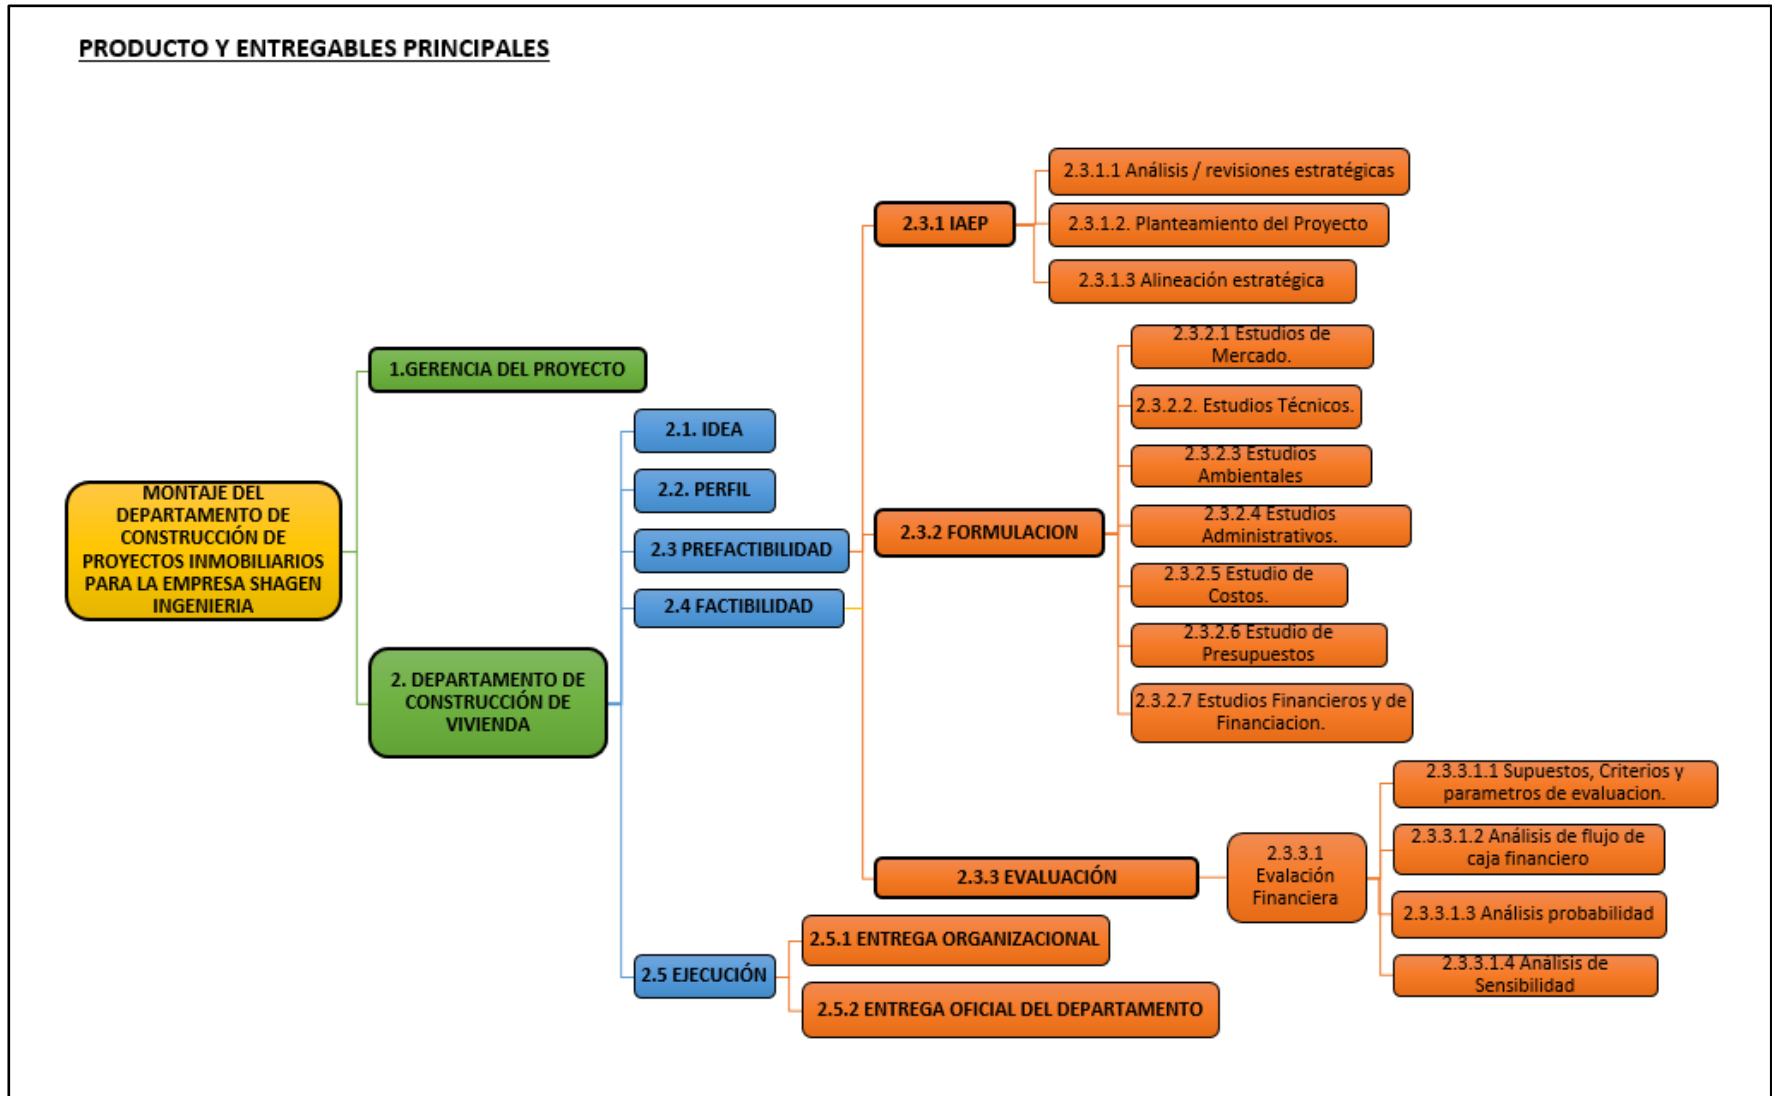 PRODUCTO Y ENTREGABLES PRINCIPALES
MONTAJE DEL
DEPARTAMENTO DE
CONSTRUCCIÓN DE
PROYECTOS INMOBILIARIOS
PARA LA EMPRESA SHAGEN
INGENIERIA
1.GERENCIA DEL PROYECTO
2. DEPARTAMENTO DE
CONSTRUCCIÓN DE
VIVIENDA
2.1. IDEA
2.2. PERFIL
2.3 PREFACTIBILIDAD
2.4 FACTIBILIDAD
2.3.1 IAEP
2.3.1.1 Análisis / revisiones estratégicas
2.3.1.2. Planteamiento del Proyecto
2.3.1.3 Alineación estratégica
2.3.2 FORMULACION
2.3.2.1 Estudios de
Mercado.
2.3.2.2. Estudios Técnicos.
2.3.2.3 Estudios
Ambientales
2.3.2.4 Estudios
Administrativos.
2.3.2.5 Estudio de
Costos.
2.3.2.6 Estudio de
Presupuestos
2.3.2.7 Estudios Financieros y de
Financiacion.
2.3.3 EVALUACIÓN
2.3.3.1
Evalación
Financiera
2.3.3.1.1 Supuestos, Criterios y
parametros de evaluacion.
2.3.3.1.2 Análisis de flujo de
caja financiero
2.3.3.1.3 Análisis probabilidad
2.3.3.1.4 Análisis de
Sensibilidad
2.5 EJECUCIÓN
2.5.1 ENTREGA ORGANIZACIONAL
2.5.2 ENTREGA OFICIAL DEL DEPARTAMENTO